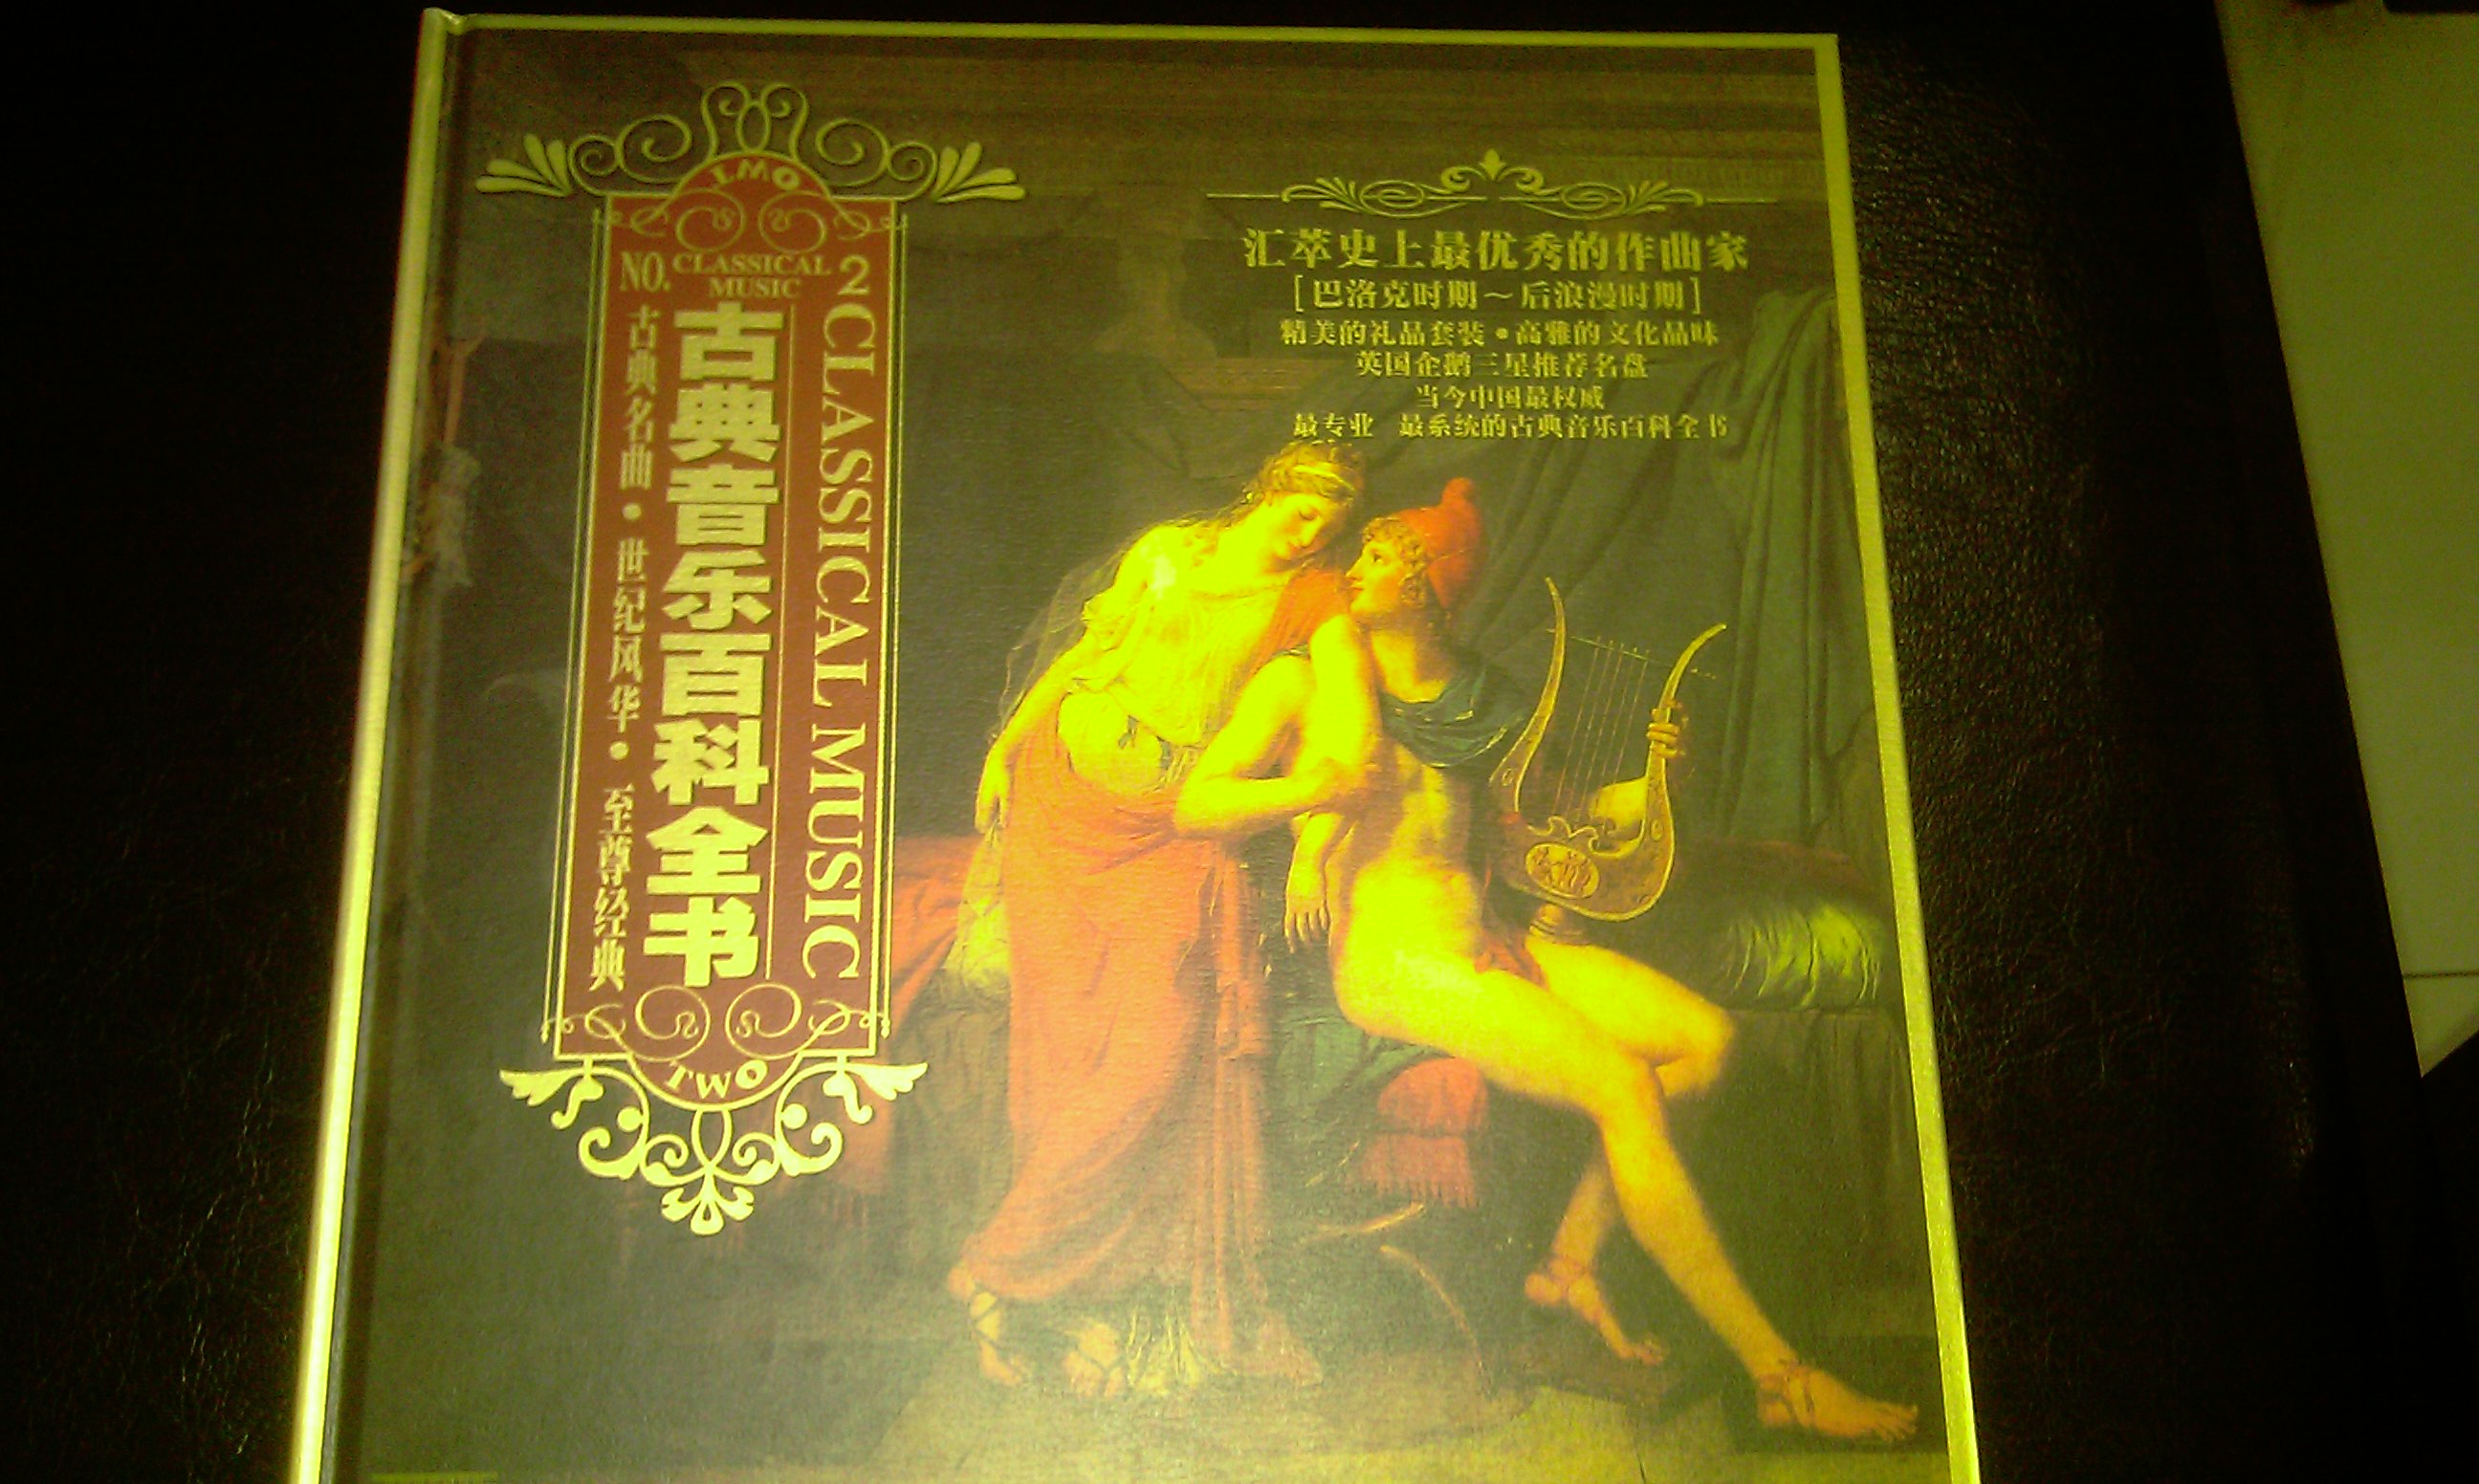 TWO
NO. CLASSICAL MUSIC 2
CLASSICAL MUSIC
古典音乐百科全书
古典名曲·世纪风华·至尊经典
TWO
汇萃史上最优秀的作曲家
[巴洛克时期～后浪漫时期]
精美的礼品套装·高雅的文化品味
英国企鹅三星推荐名盘
当今中国最权威
最专业 最系统的古典音乐百科全书